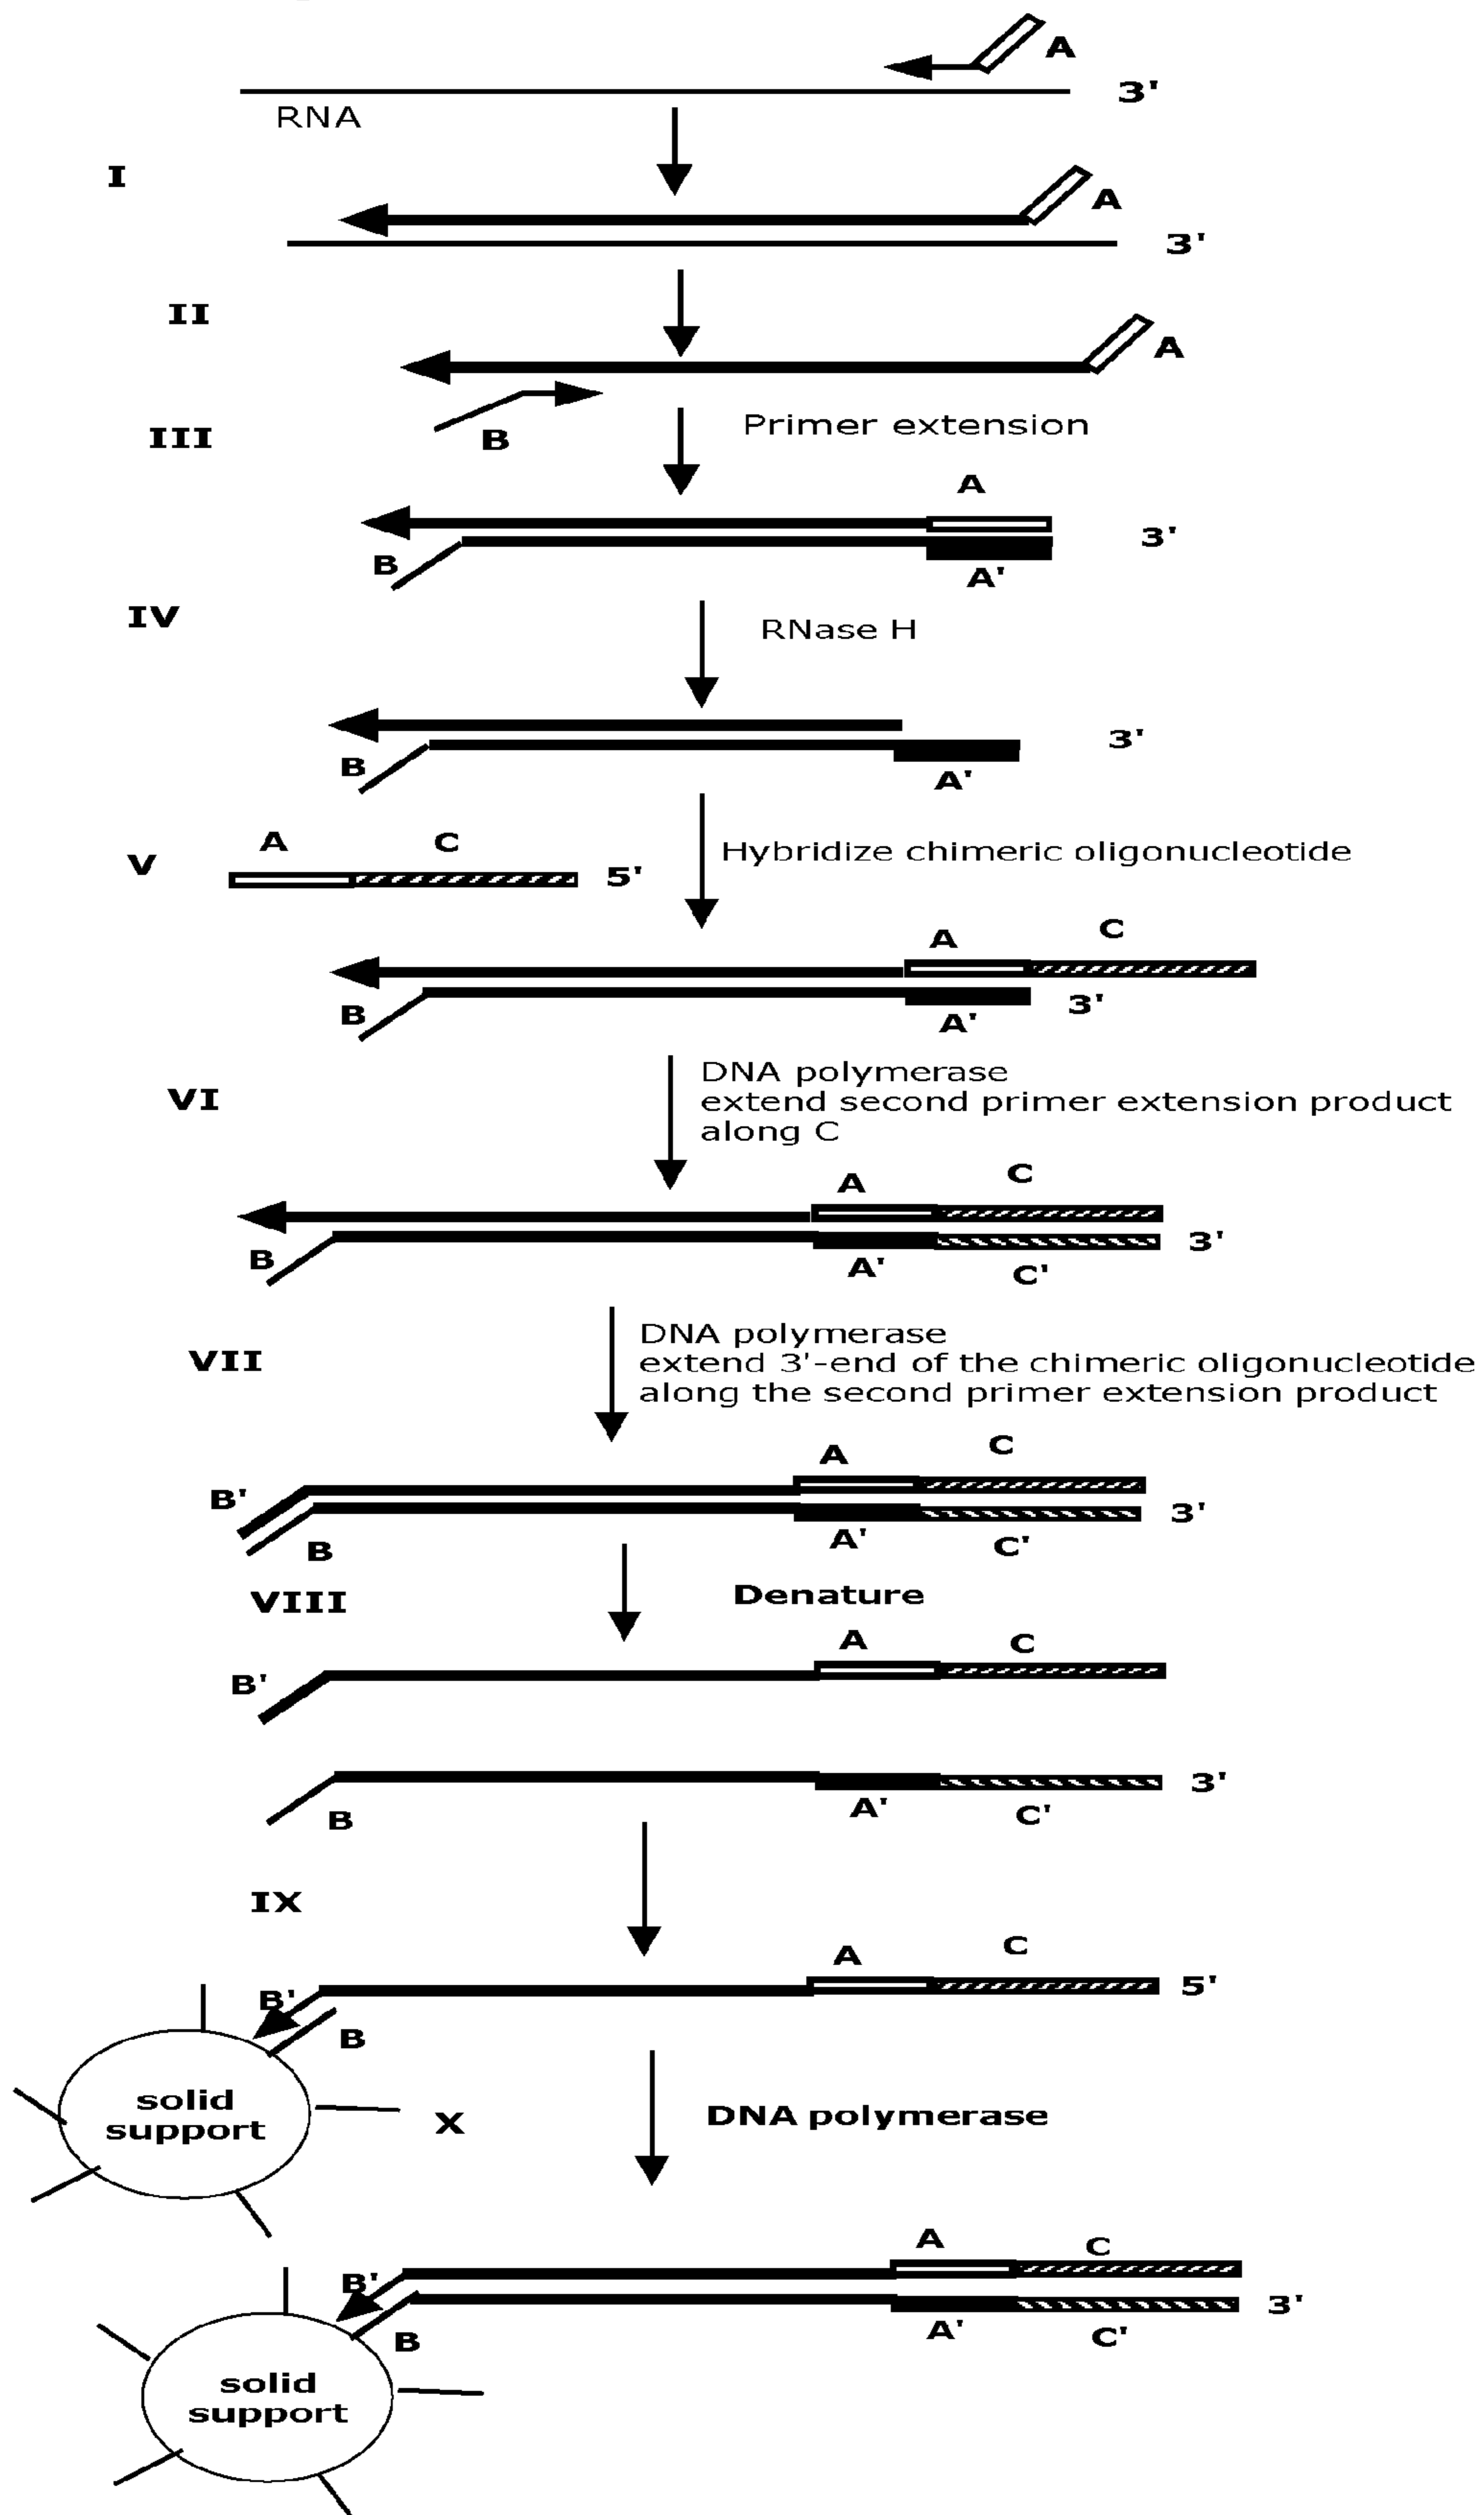 A
3'
RNA
I
A
3'
II
A
III
B
Primer extension
A
3'
B
A'
IV
RNase H
3'
B
A'
A
C
V
5'
Hybridize chimeric oligonucleotide
A
C
B
3'
A'
VI
DNA polymerase
extend second primer extension product
along C
A
C
B
3'
A'
C'
VII
DNA polymerase
extend 3'-end of the chimeric oligonucleotide
along the second primer extension product
A
C
B'
3'
B
A'
C'
VIII
Denature
A
C
B'
3'
B
A'
C'
IX
A
C
B'
5'
B
solid
support
X
DNA polymerase
A
C
B'
3'
B
A'
C'
solid
support